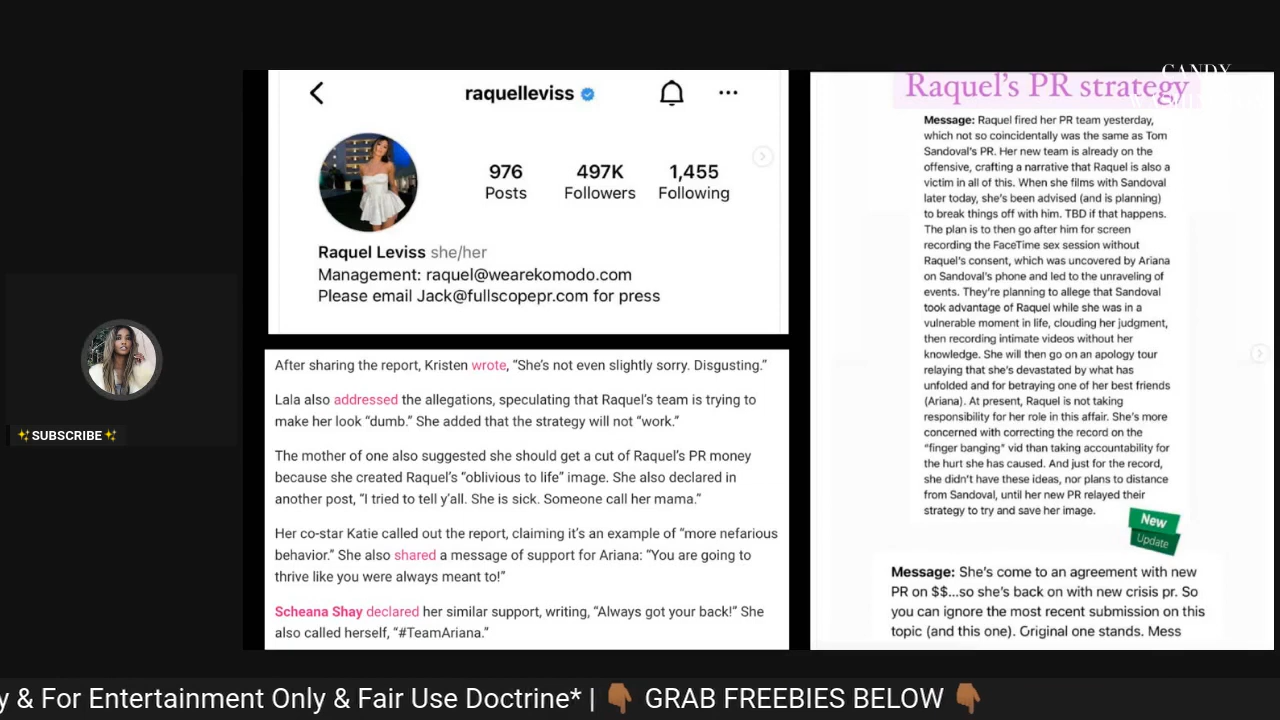 raquelleviss
976
Posts
497K
Followers
1,455
Following
Raquel Leviss she/her
Management: raquel@wearekomodo.com
Please email Jack@fullscopepr.com for press
After sharing the report, Kristen wrote, “She’s not even slightly sorry. Disgusting.”
Lala also addressed the allegations, speculating that Raquel’s team is trying to
make her look “dumb.” She added that the strategy will not “work.”
The mother of one also suggested she should get a cut of Raquel’s PR money
because she created Raquel’s “oblivious to life” image. She also declared in
another post, “I tried to tell y’all. She is sick. Someone call her mama.”
Her co-star Katie called out the report, claiming it’s an example of “more nefarious
behavior.” She also shared a message of support for Ariana: “You are going to
thrive like you were always meant to!”
Scheana Shay declared her similar support, writing, “Always got your back!” She
also called herself, “#TeamAriana.”
CANDY
Raquel’s PR strategy
Message: Raquel fired her PR team yesterday,
which not so coincidentally was the same as Tom
Sandoval’s PR. Her new team is already on the
offensive, crafting a narrative that Raquel is also a
victim in all of this. When she films with Sandoval
later today, she’s been advised (and is planning)
to break things off with him. TBD if that happens.
The plan is to then go after him for screen
recording the FaceTime sex session without
Raquel’s consent, which was uncovered by Ariana
on Sandoval’s phone and led to the unraveling of
events. They’re planning to allege that Sandoval
took advantage of Raquel while she was in a
vulnerable moment in life, clouding her judgment,
then recording intimate videos without her
knowledge. She will then go on an apology tour
relaying that she’s devastated by what has
unfolded and for betraying one of her best friends
(Ariana). At present, Raquel is not taking
responsibility for her role in this affair. She’s more
concerned with correcting the record on the
“finger banging” vid than taking accountability for
the hurt she has caused. And just for the record,
she didn’t have these ideas, nor plans to distance
from Sandoval, until her new PR relayed their
strategy to try and save her image.
New
Update
Message: She’s come to an agreement with new
PR on $$...so she’s back on with new crisis pr. So
you can ignore the most recent submission on this
topic (and this one). Original one stands. Mess
✨SUBSCRIBE✨
y & For Entertainment Only & Fair Use Doctrine* | 👇🏾 GRAB FREEBIES BELOW 👇🏾